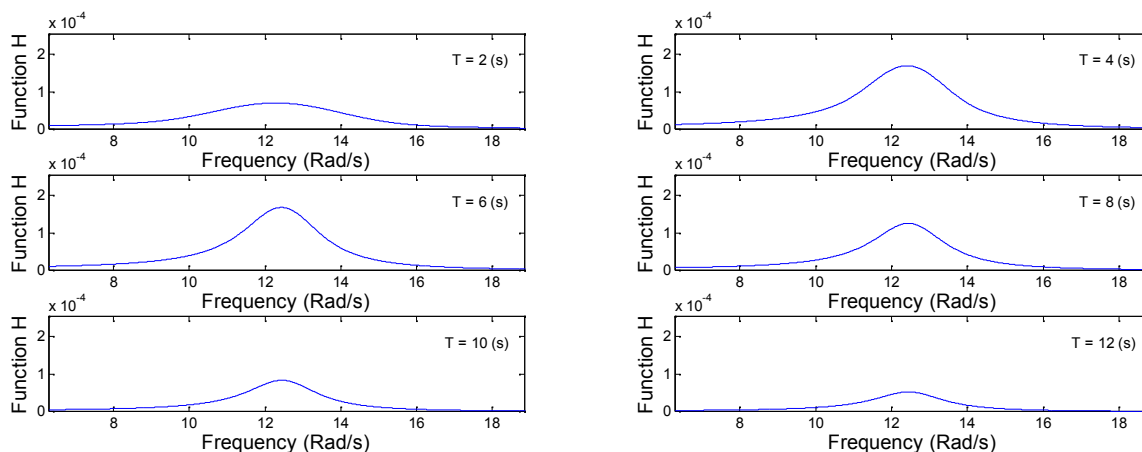 x 10⁻⁴
Function H
2
1
0
T = 2 (s)
8 10 12 14 16 18
Frequency (Rad/s)
x 10⁻⁴
Function H
2
1
0
T = 4 (s)
8 10 12 14 16 18
Frequency (Rad/s)
x 10⁻⁴
Function H
2
1
0
T = 6 (s)
8 10 12 14 16 18
Frequency (Rad/s)
x 10⁻⁴
Function H
2
1
0
T = 8 (s)
8 10 12 14 16 18
Frequency (Rad/s)
x 10⁻⁴
Function H
2
1
0
T = 10 (s)
8 10 12 14 16 18
Frequency (Rad/s)
x 10⁻⁴
Function H
2
1
0
T = 12 (s)
8 10 12 14 16 18
Frequency (Rad/s)